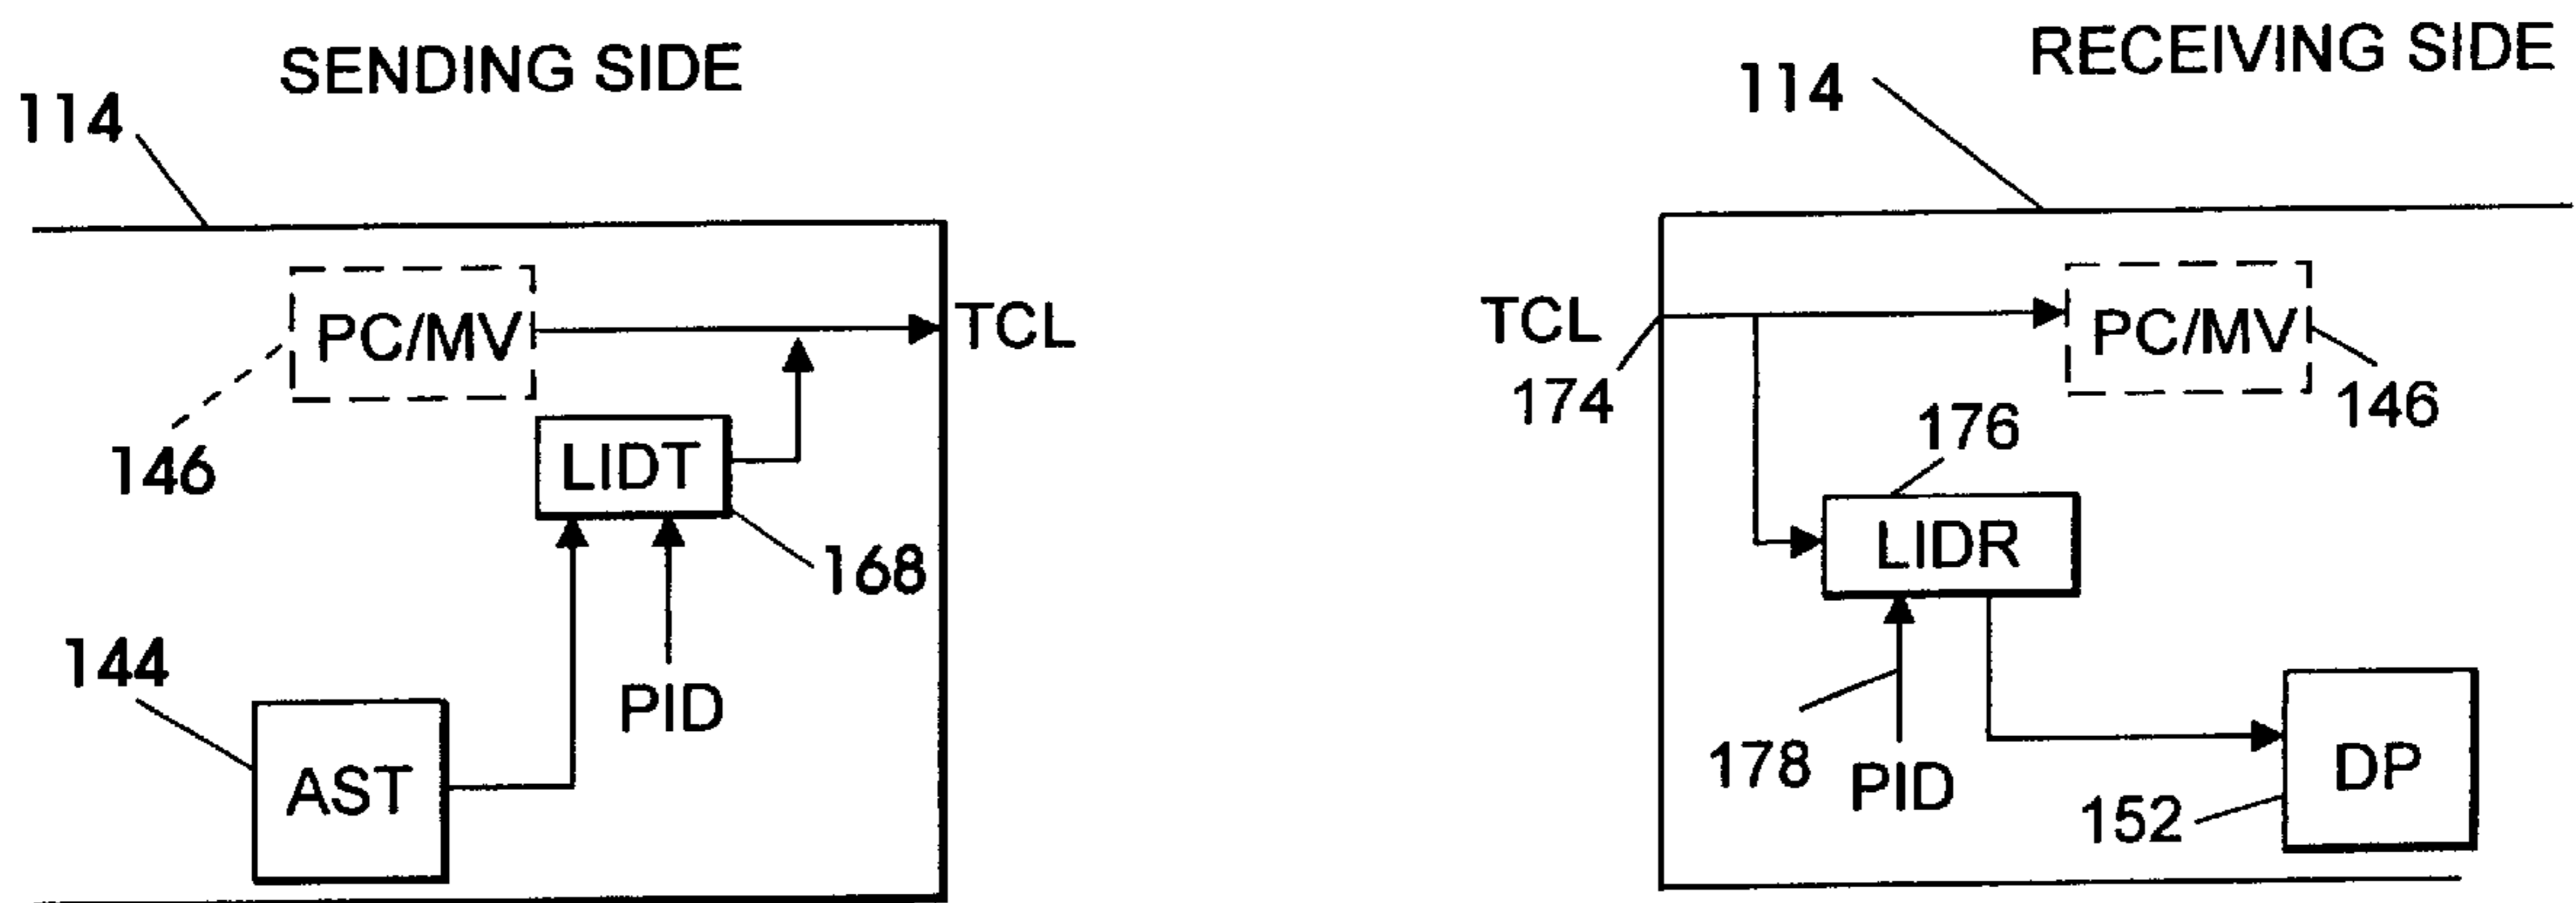 SENDING SIDE
114
PC/MV
TCL
146
LIDT
168
144
PID
AST
RECEIVING SIDE
114
TCL
174
PC/MV
146
176
LIDR
178
PID
152
DP